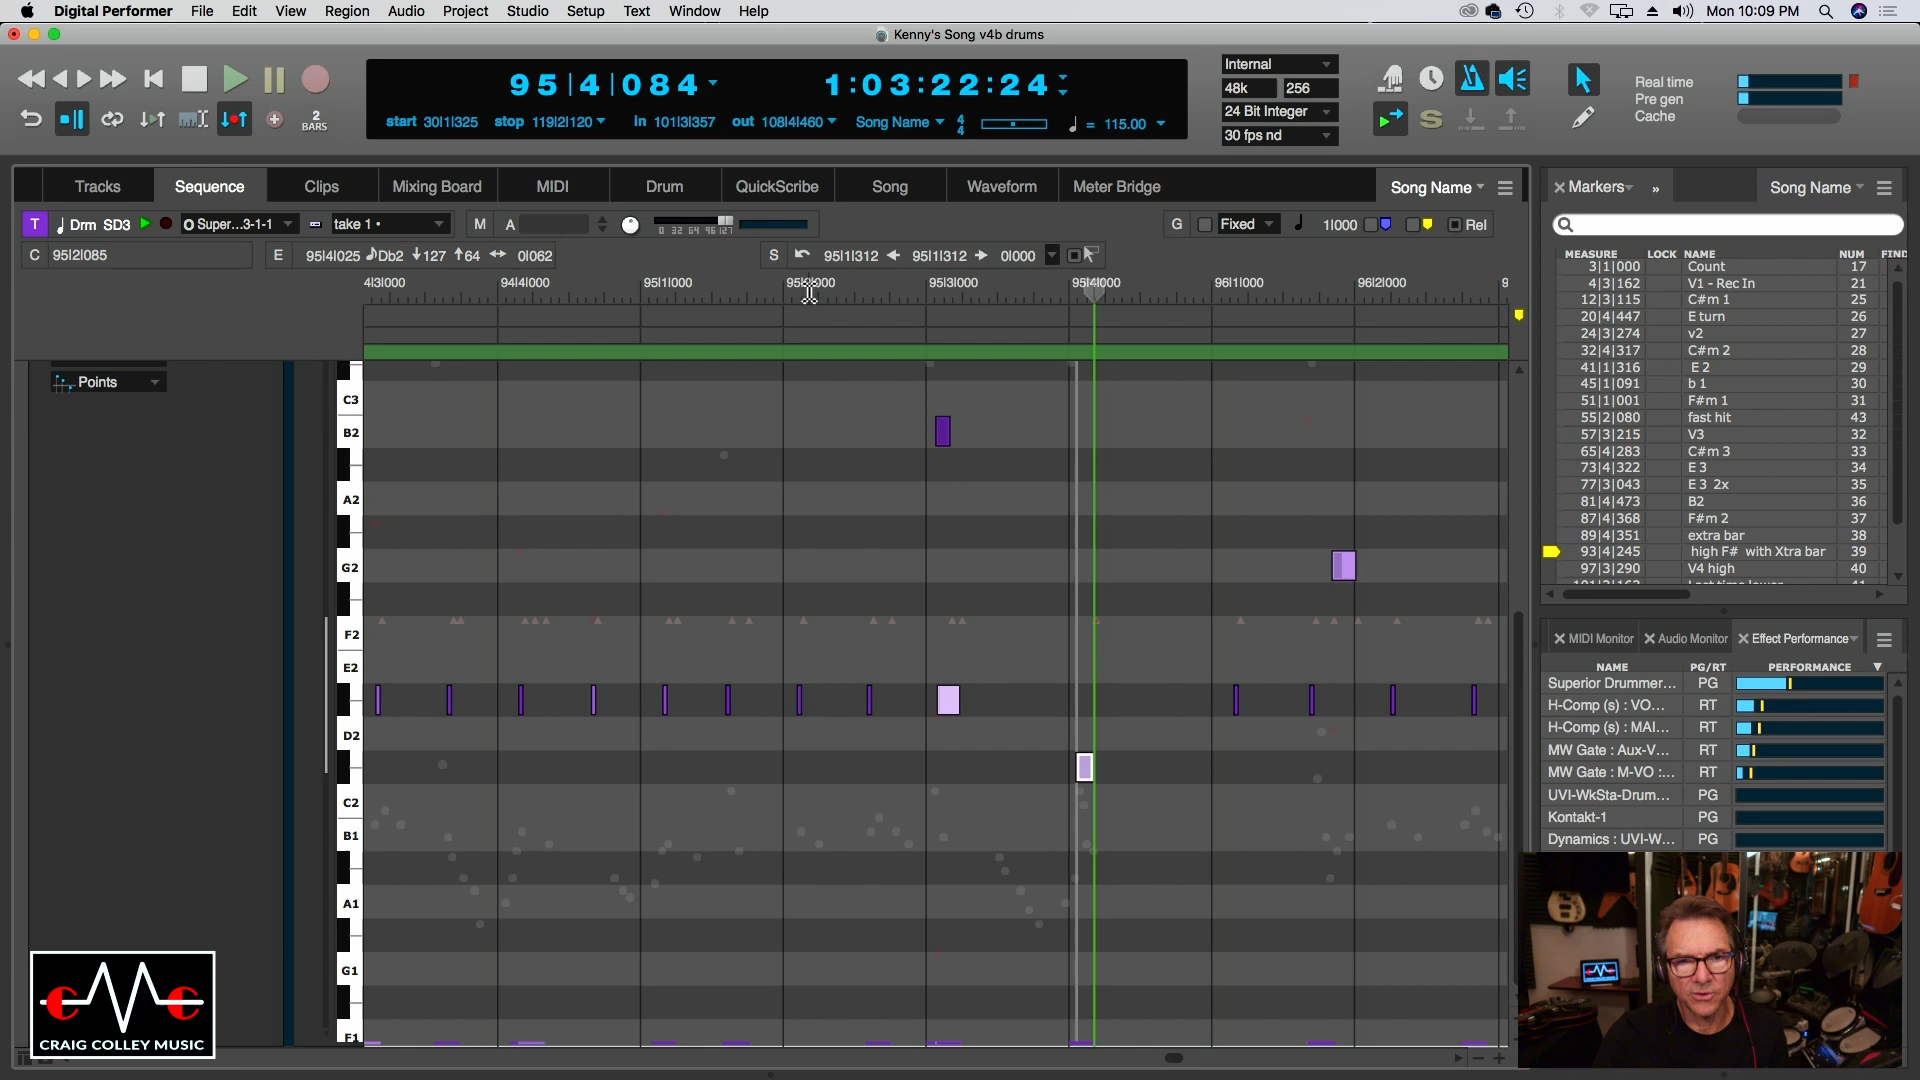 Digital Performer File Edit View Region Audio Project Studio Setup Text Window Help Mon 10:09 PM
Kenny's Song v4b drums
95|4|084 1:03:22:24
start 30|1|325 stop 119|2|120 In 101|3|357 out 108|4|460 Song Name 4 4 = 115.00
2 BARS
Internal
48k 256
24 Bit Integer
30 fps nd
S
Real time
Pre gen
Cache
Tracks Sequence Clips Mixing Board MIDI Drum QuickScribe Song Waveform Meter Bridge Song Name
T Drm SD3 O Super...3-1-1 take 1 • M A 0 32 64 96 127 G Fixed 1|000 Rel
C 95|2|085 E 95|4|025 Db2 127 64 0|062 S 95|1|312 95|1|312 0|000
4|3|000 94|4|000 95|1|000 95|2|000 95|3|000 95|4|000 96|1|000 96|2|000 9
Points
C3
B2
A2
G2
F2
E2
D2
C2
B1
A1
G1
F1
Markers » Song Name
MEASURE LOCK NAME NUM FIND
3|1|000 Count 17
4|3|162 V1 - Rec In 21
12|3|115 C#m 1 25
20|4|447 E turn 26
24|3|274 v2 27
32|4|317 C#m 2 28
41|1|316 E 2 29
45|1|091 b 1 30
51|1|001 F#m 1 31
55|2|080 fast hit 43
57|3|215 V3 32
65|4|283 C#m 3 33
73|4|322 E 3 34
77|3|043 E 3 2x 35
81|4|473 B2 36
87|4|368 F#m 2 37
89|4|351 extra bar 38
93|4|245 high F# with Xtra bar 39
97|3|290 V4 high 40
MIDI Monitor Audio Monitor Effect Performance
NAME PG/RT PERFORMANCE
Superior Drummer... PG
H-Comp (s) : VO... RT
H-Comp (s) : MAI... RT
MW Gate : Aux-V... RT
MW Gate : M-VO :... RT
UVI-WkSta-Drum... PG
Kontakt-1 PG
Dynamics : UVI-W... PG
CMC
CRAIG COLLEY MUSIC